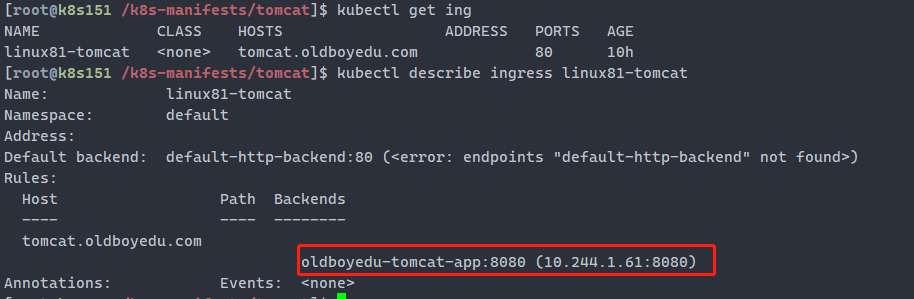 [root@k8s151 /k8s-manifests/tomcat]$ kubectl get ing
NAME CLASS HOSTS ADDRESS PORTS AGE
linux81-tomcat <none> tomcat.oldboyedu.com 80 10h
[root@k8s151 /k8s-manifests/tomcat]$ kubectl describe ingress linux81-tomcat
Name: linux81-tomcat
Namespace: default
Address:
Default backend: default-http-backend:80 (<error: endpoints "default-http-backend" not found>)
Rules:
Host Path Backends
---- ---- --------
tomcat.oldboyedu.com
oldboyedu-tomcat-app:8080 (10.244.1.61:8080)
Annotations: Events: <none>